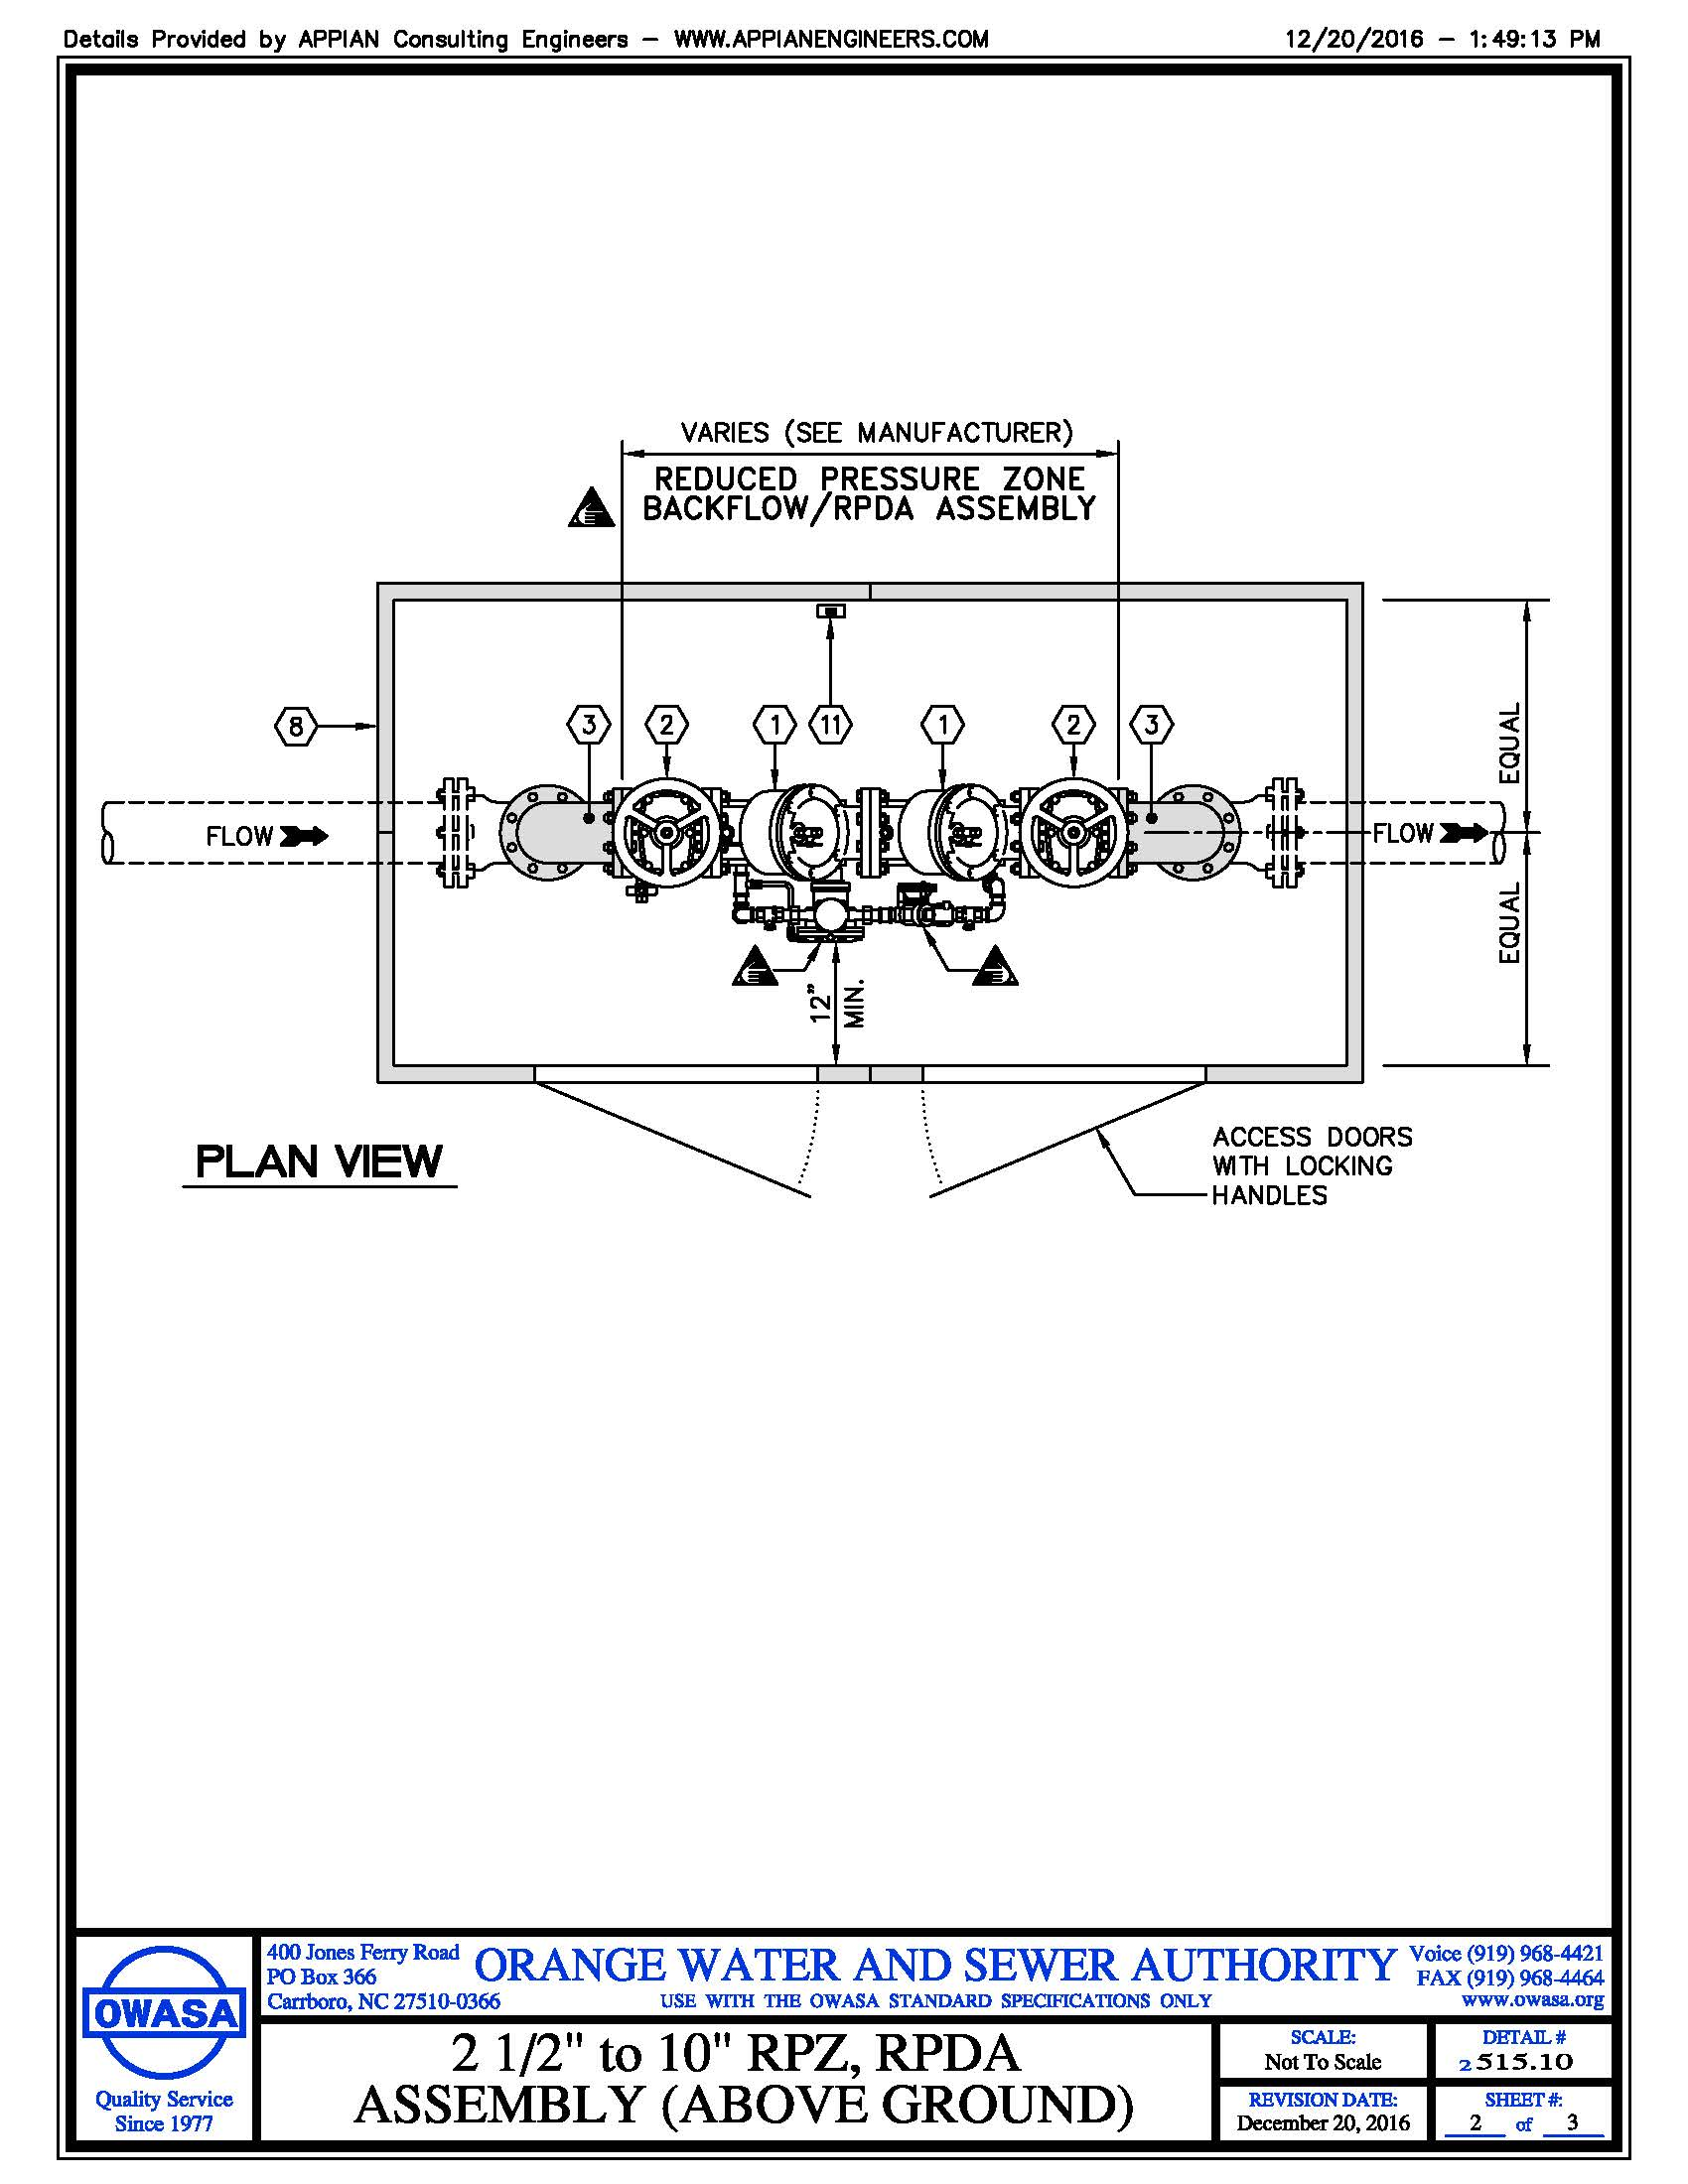 Details Provided by APPIAN Consulting Engineers - WWW.APPIANENGINEERS.COM
12/20/2016 - 1:49:13 PM
VARIES (SEE MANUFACTURER)
REDUCED PRESSURE ZONE
BACKFLOW/RPDA ASSEMBLY
8
3
2
1
11
1
2
3
FLOW
FLOW
EQUAL
EQUAL
12"
MIN.
PLAN VIEW
ACCESS DOORS
WITH LOCKING
HANDLES
OWASA
Quality Service
Since 1977
400 Jones Ferry Road
PO Box 366
Carrboro, NC 27510-0366
ORANGE WATER AND SEWER AUTHORITY
USE WITH THE OWASA STANDARD SPECIFICATIONS ONLY
Voice (919) 968-4421
FAX (919) 968-4464
www.owasa.org
2 1/2" to 10" RPZ, RPDA
ASSEMBLY (ABOVE GROUND)
SCALE:
Not To Scale
DETAIL #
2 515.10
REVISION DATE:
December 20, 2016
SHEET #:
2 of 3